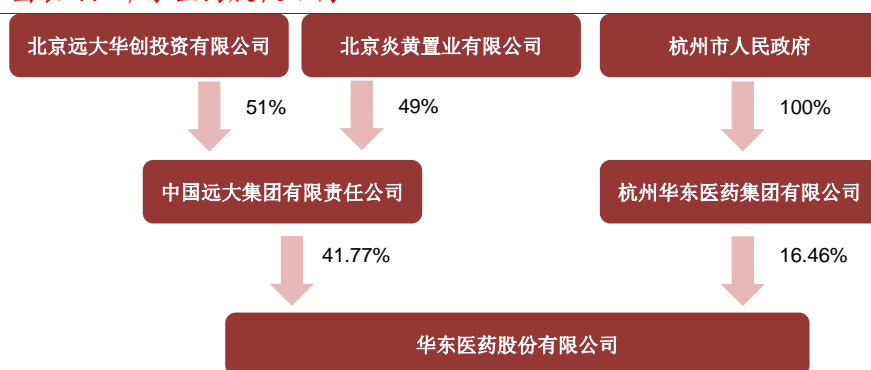 北京远大华创投资有限公司
北京炎黄置业有限公司
杭州市人民政府
51%
49%
100%
中国远大集团有限责任公司
杭州华东医药集团有限公司
41.77%
16.46%
华东医药股份有限公司